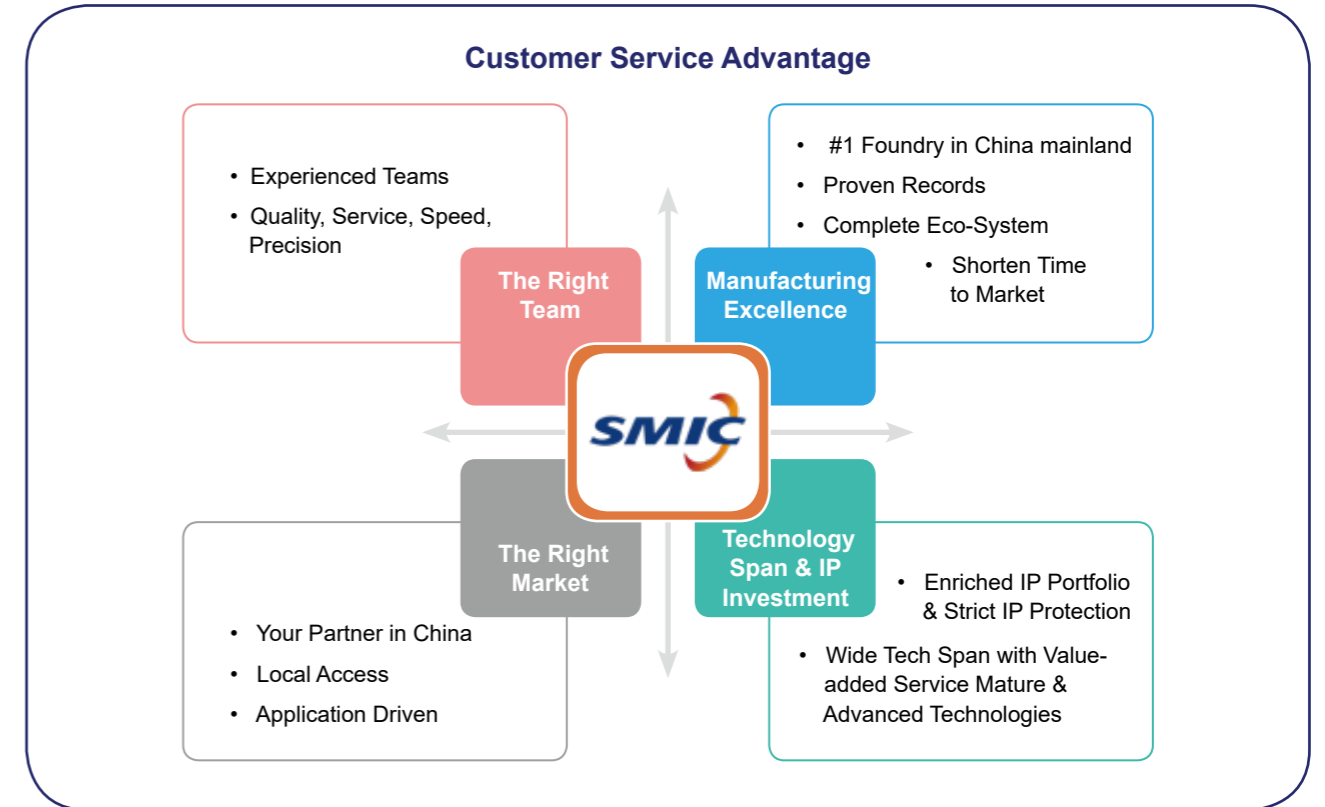 Customer Service Advantage
• Experienced Teams
• Quality, Service, Speed,
Precision
The Right
Team
• #1 Foundry in China mainland
• Proven Records
• Complete Eco-System
• Shorten Time
to Market
Manufacturing
Excellence
SMIC
The Right
Market
• Your Partner in China
• Local Access
• Application Driven
Technology
Span & IP
Investment
• Enriched IP Portfolio
& Strict IP Protection
• Wide Tech Span with Value-
added Service Mature &
Advanced Technologies